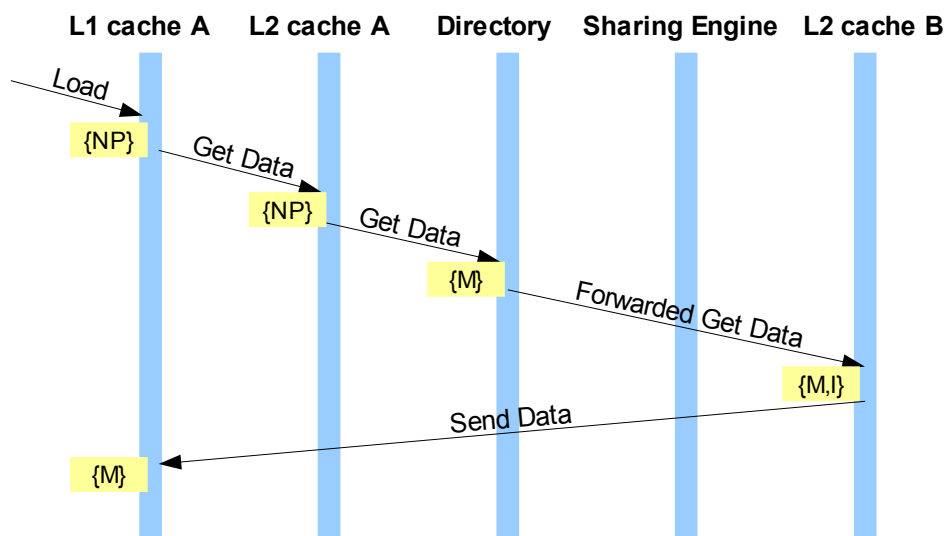 L1 cache A L2 cache A Directory Sharing Engine L2 cache B
Load
{NP}
Get Data
{NP}
Get Data
{M}
Forwarded Get Data
{M,I}
Send Data
{M}